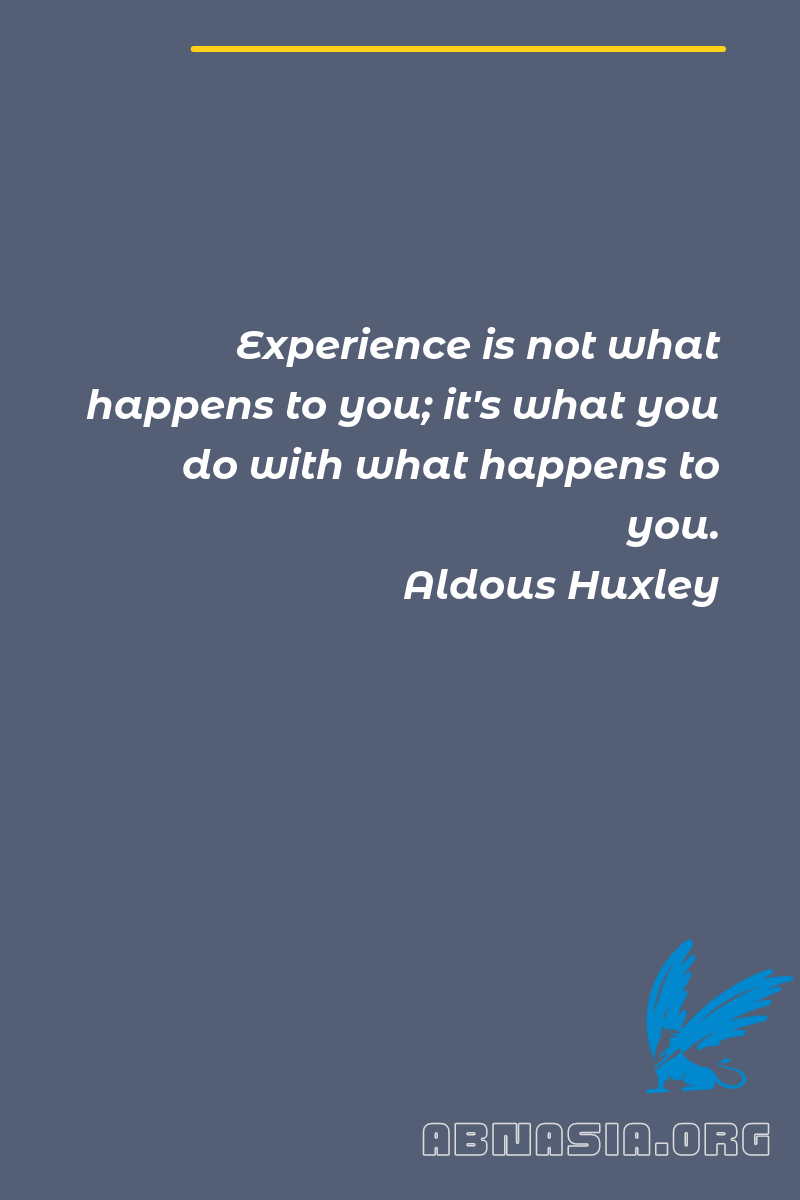 Experience is not what
happens to you; it's what you
do with what happens to
you.
Aldous Huxley
ABNASIA.ORG